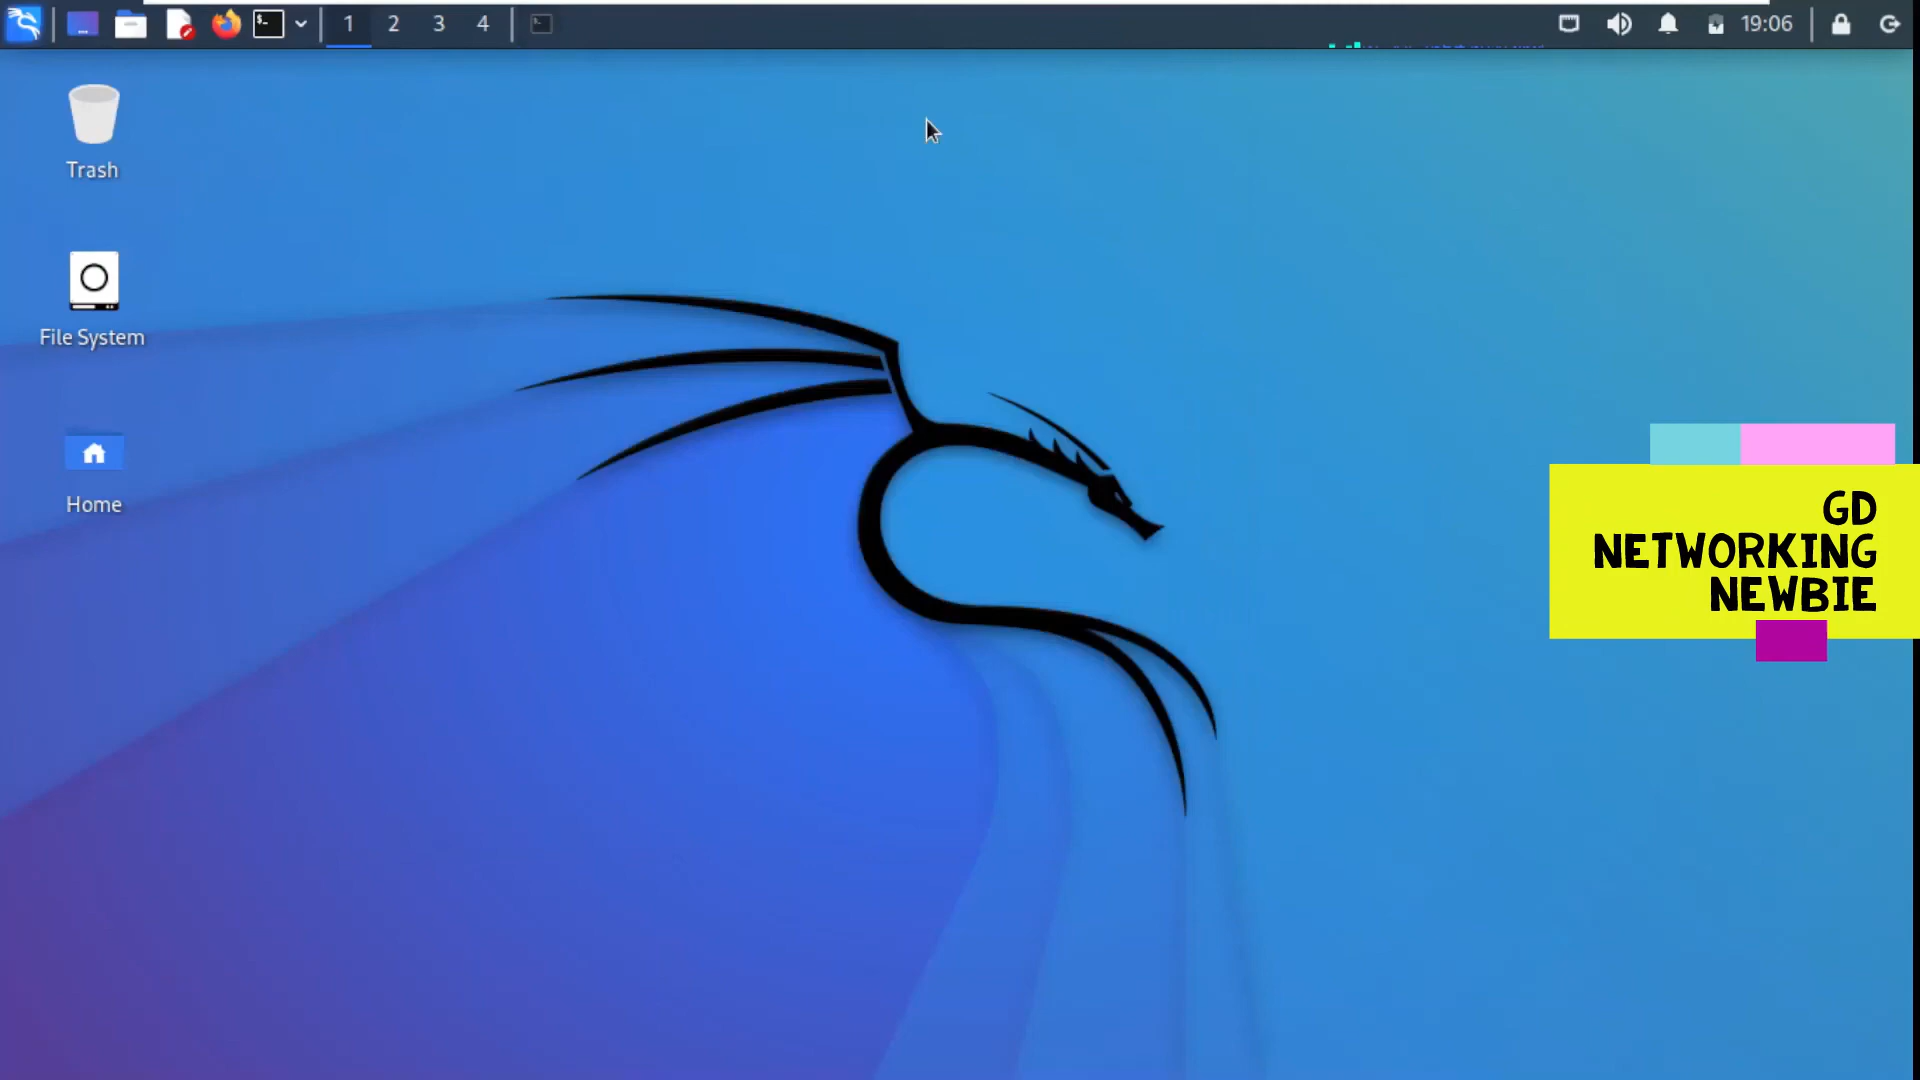 $-
1
2
3
4
19:06
Trash
File System
Home
GD
NETWORKING
NEWBIE